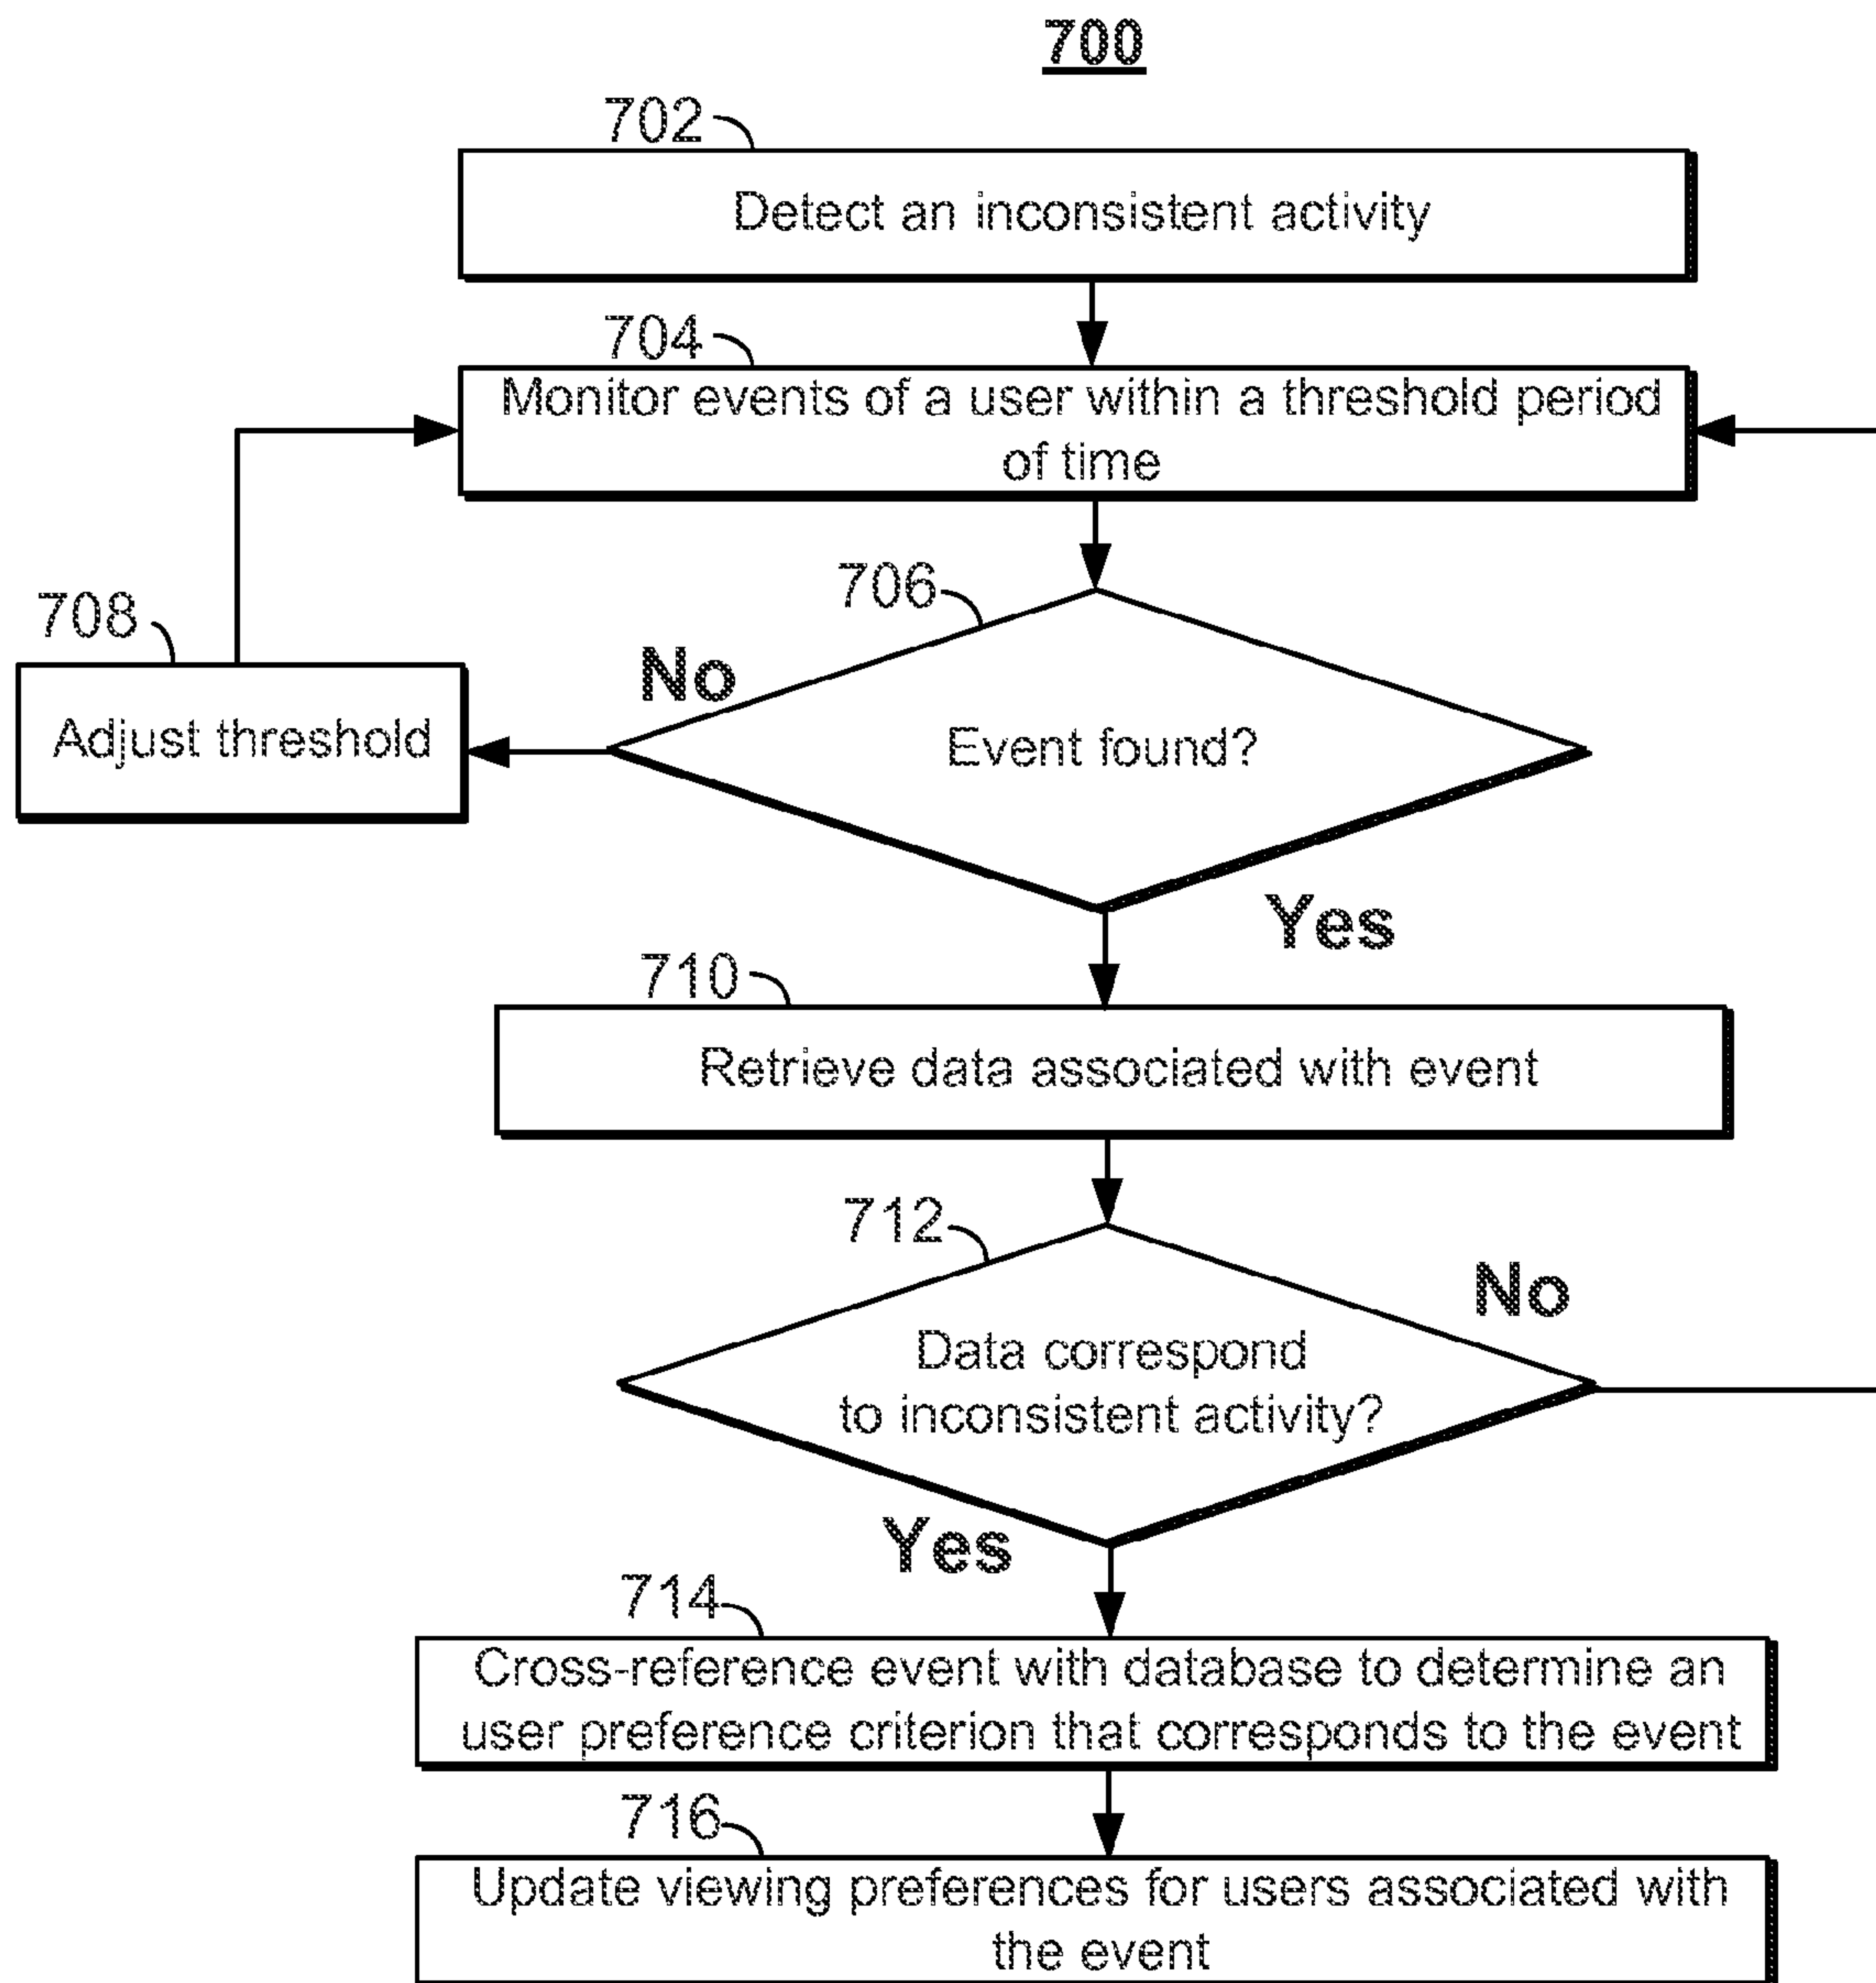 700
702
Detect an inconsistent activity
704
Monitor events of a user within a threshold period
of time
706
708
No
Adjust threshold
Event found?
Yes
710
Retrieve data associated with event
712
No
Data correspond
to inconsistent activity?
Yes
714
Cross-reference event with database to determine an
user preference criterion that corresponds to the event
716
Update viewing preferences for users associated with
the event